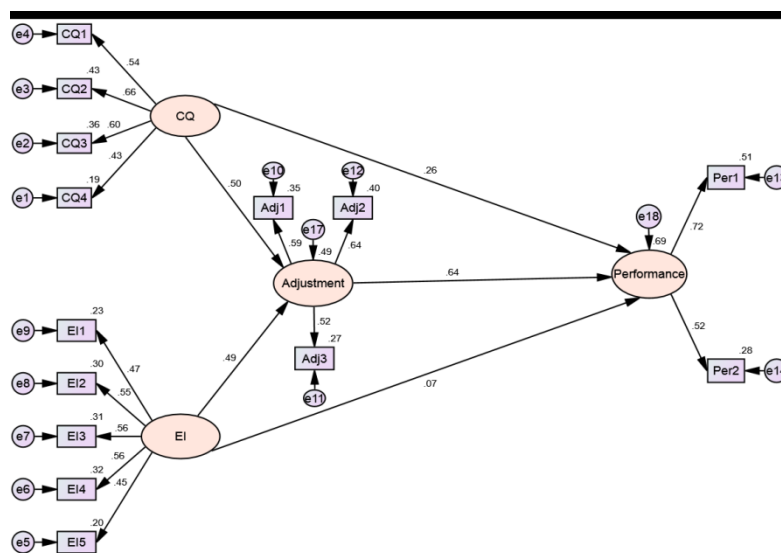 e4 CQ1
.54
.43
e3 CQ2
.66
.36 .60
e2 CQ3
.43
.19
e1 CQ4
CQ
.50
.26
e10
.35
Adj1
.59
e12
.40
Adj2
.64
e17
.49
Adjustment
.52
.27
Adj3
e11
.64
e18
.69
Performance
.51
Per1 e13
.72
.52
.28
Per2 e14
.23
e9 EI1
.47
.30
e8 EI2
.55
.31
e7 EI3
.56
.56
.32
e6 EI4
.45
.20
e5 EI5
EI
.49
.07